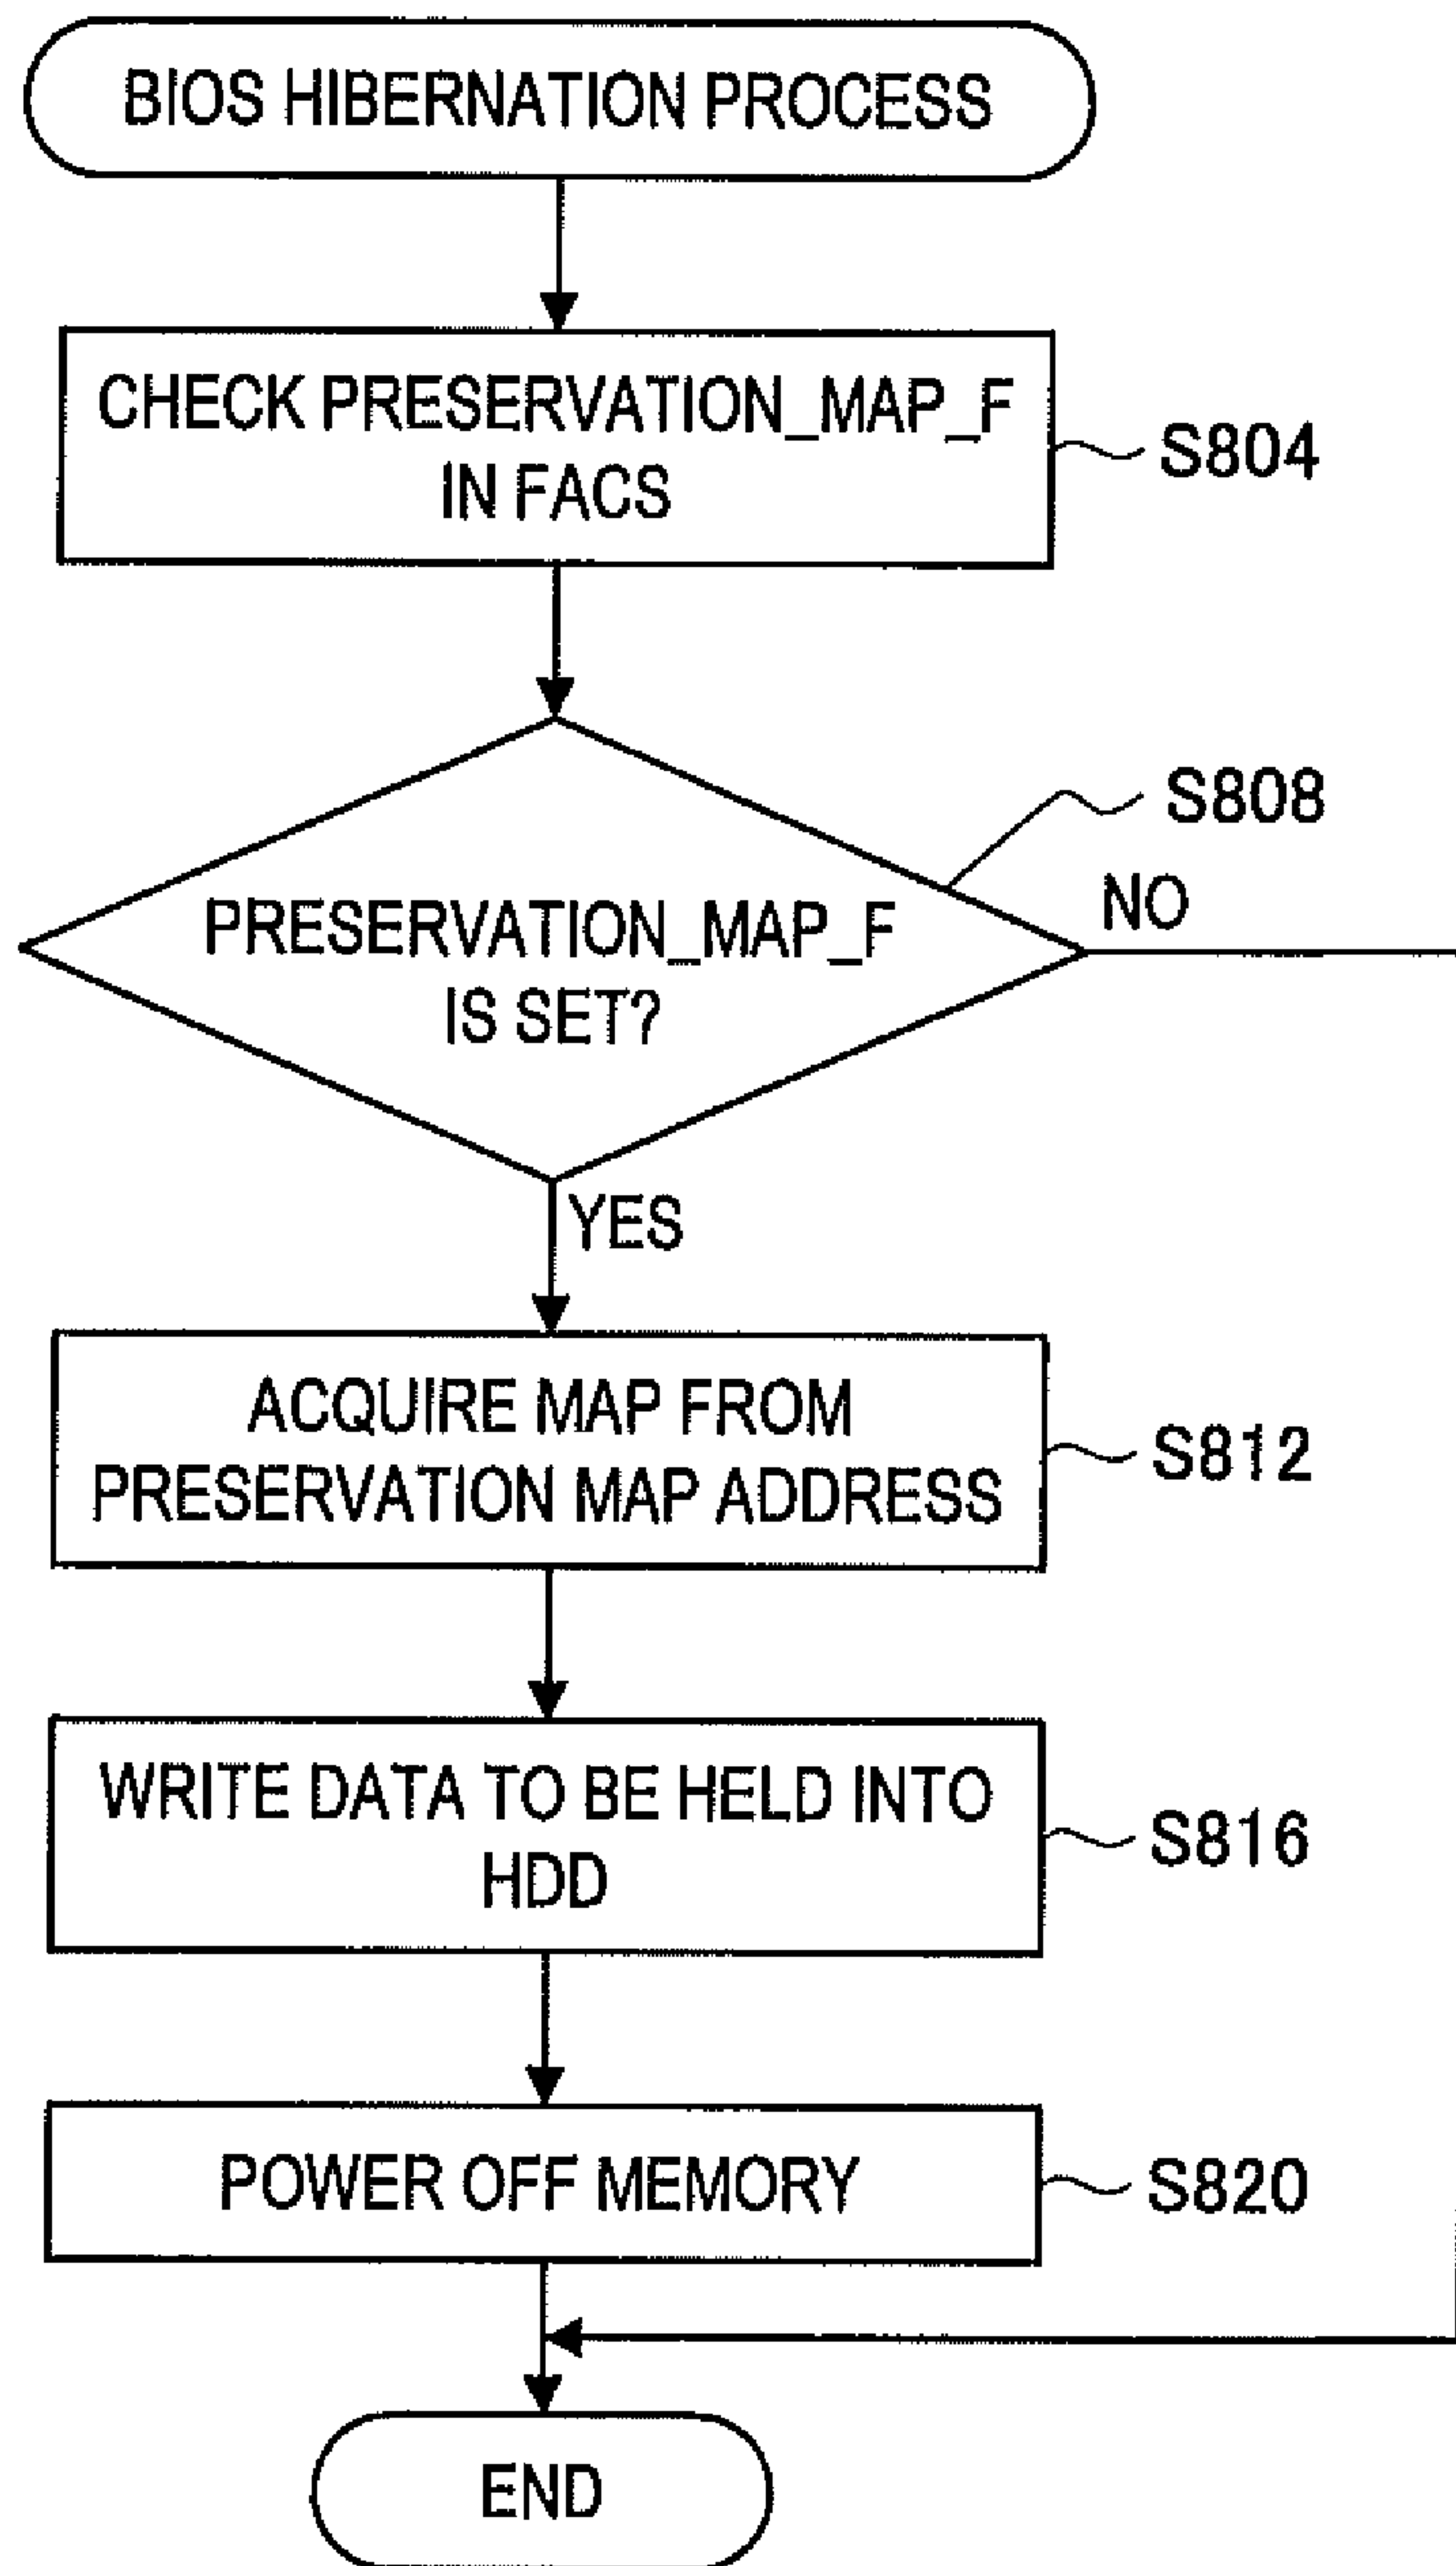 BIOS HIBERNATION PROCESS
CHECK PRESERVATION_MAP_F
IN FACS
S804
S808
NO
PRESERVATION_MAP_F
IS SET?
YES
ACQUIRE MAP FROM
PRESERVATION MAP ADDRESS
S812
WRITE DATA TO BE HELD INTO
HDD
S816
POWER OFF MEMORY
S820
END